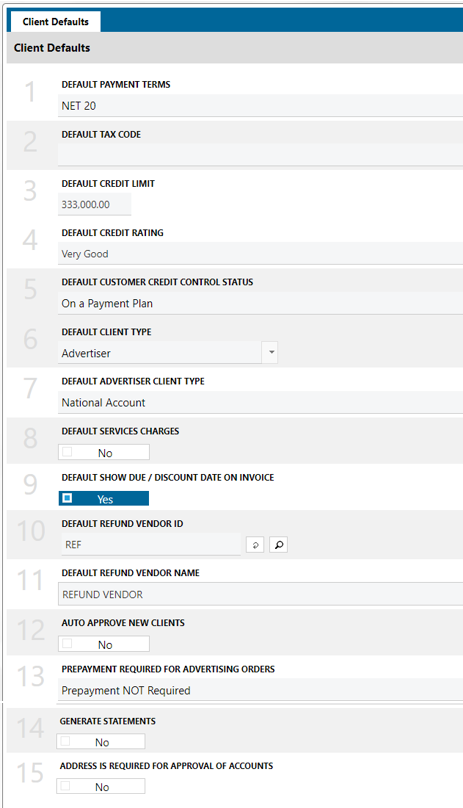 Client Defaults
Client Defaults
1 DEFAULT PAYMENT TERMS
NET 20
2 DEFAULT TAX CODE
3 DEFAULT CREDIT LIMIT
333,000.00
4 DEFAULT CREDIT RATING
Very Good
5 DEFAULT CUSTOMER CREDIT CONTROL STATUS
On a Payment Plan
6 DEFAULT CLIENT TYPE
Advertiser
7 DEFAULT ADVERTISER CLIENT TYPE
National Account
8 DEFAULT SERVICES CHARGES
No
9 DEFAULT SHOW DUE / DISCOUNT DATE ON INVOICE
Yes
10 DEFAULT REFUND VENDOR ID
REF
11 DEFAULT REFUND VENDOR NAME
REFUND VENDOR
12 AUTO APPROVE NEW CLIENTS
No
13 PREPAYMENT REQUIRED FOR ADVERTISING ORDERS
Prepayment NOT Required
14 GENERATE STATEMENTS
No
15 ADDRESS IS REQUIRED FOR APPROVAL OF ACCOUNTS
No